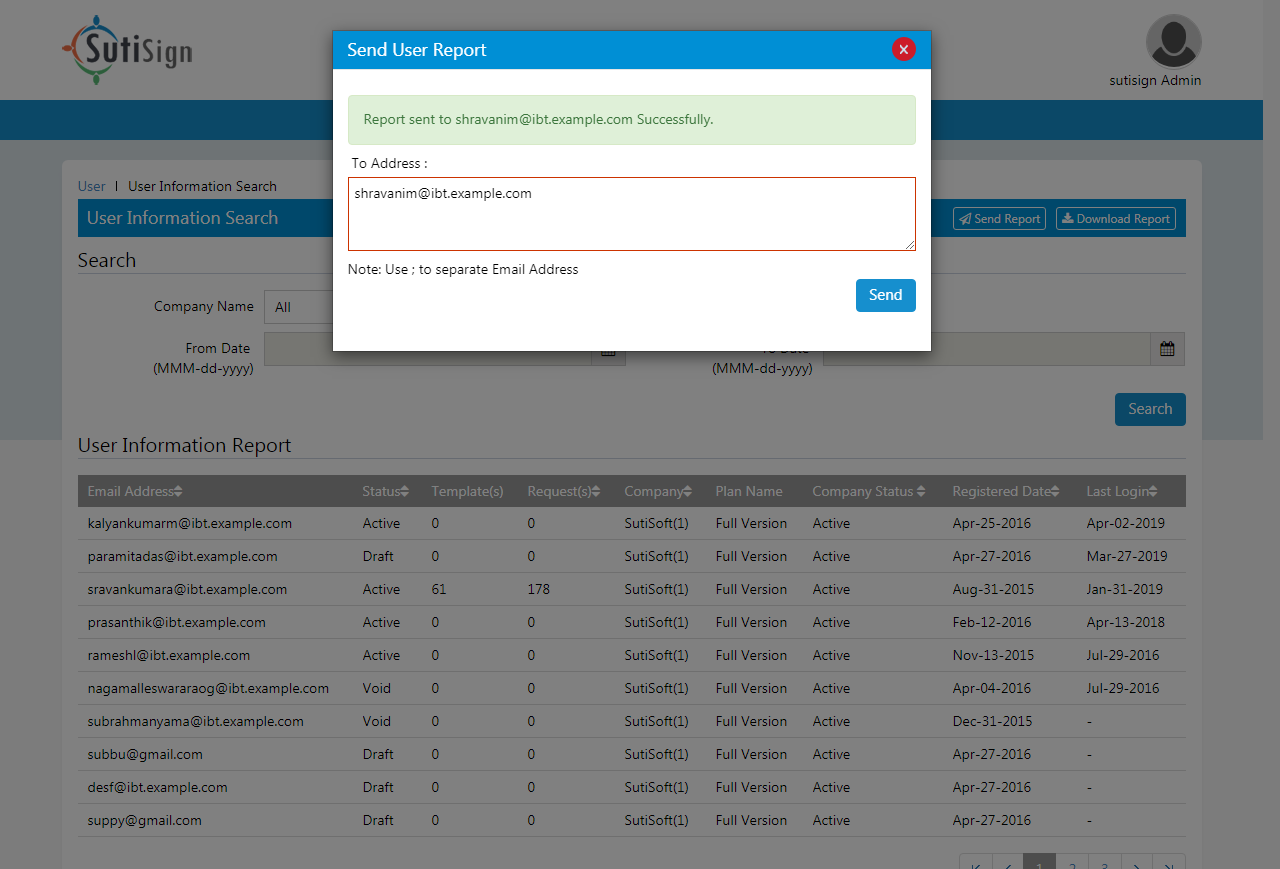 SutiSign
sutisign Admin
Send User Report
Report sent to shravanim@ibt.example.com Successfully.
To Address :
shravanim@ibt.example.com
Note: Use ; to separate Email Address
Send
User | User Information Search
User Information Search Send Report Download Report
Search
Company Name All
From Date
(MMM-dd-yyyy)
(MMM-dd-yyyy)
Search
User Information Report
Email Address Status Template(s) Request(s) Company Plan Name Company Status Registered Date Last Login
kalyankumarm@ibt.example.com Active 0 0 SutiSoft(1) Full Version Active Apr-25-2016 Apr-02-2019
paramitadas@ibt.example.com Draft 0 0 SutiSoft(1) Full Version Active Apr-27-2016 Mar-27-2019
sravankumara@ibt.example.com Active 61 178 SutiSoft(1) Full Version Active Aug-31-2015 Jan-31-2019
prasanthik@ibt.example.com Active 0 0 SutiSoft(1) Full Version Active Feb-12-2016 Apr-13-2018
rameshl@ibt.example.com Active 0 0 SutiSoft(1) Full Version Active Nov-13-2015 Jul-29-2016
nagamalleswararaog@ibt.example.com Void 0 0 SutiSoft(1) Full Version Active Apr-04-2016 Jul-29-2016
subrahmanyama@ibt.example.com Void 0 0 SutiSoft(1) Full Version Active Dec-31-2015 -
subbu@gmail.com Draft 0 0 SutiSoft(1) Full Version Active Apr-27-2016 -
desf@ibt.example.com Draft 0 0 SutiSoft(1) Full Version Active Apr-27-2016 -
suppy@gmail.com Draft 0 0 SutiSoft(1) Full Version Active Apr-27-2016 -
1 2 3